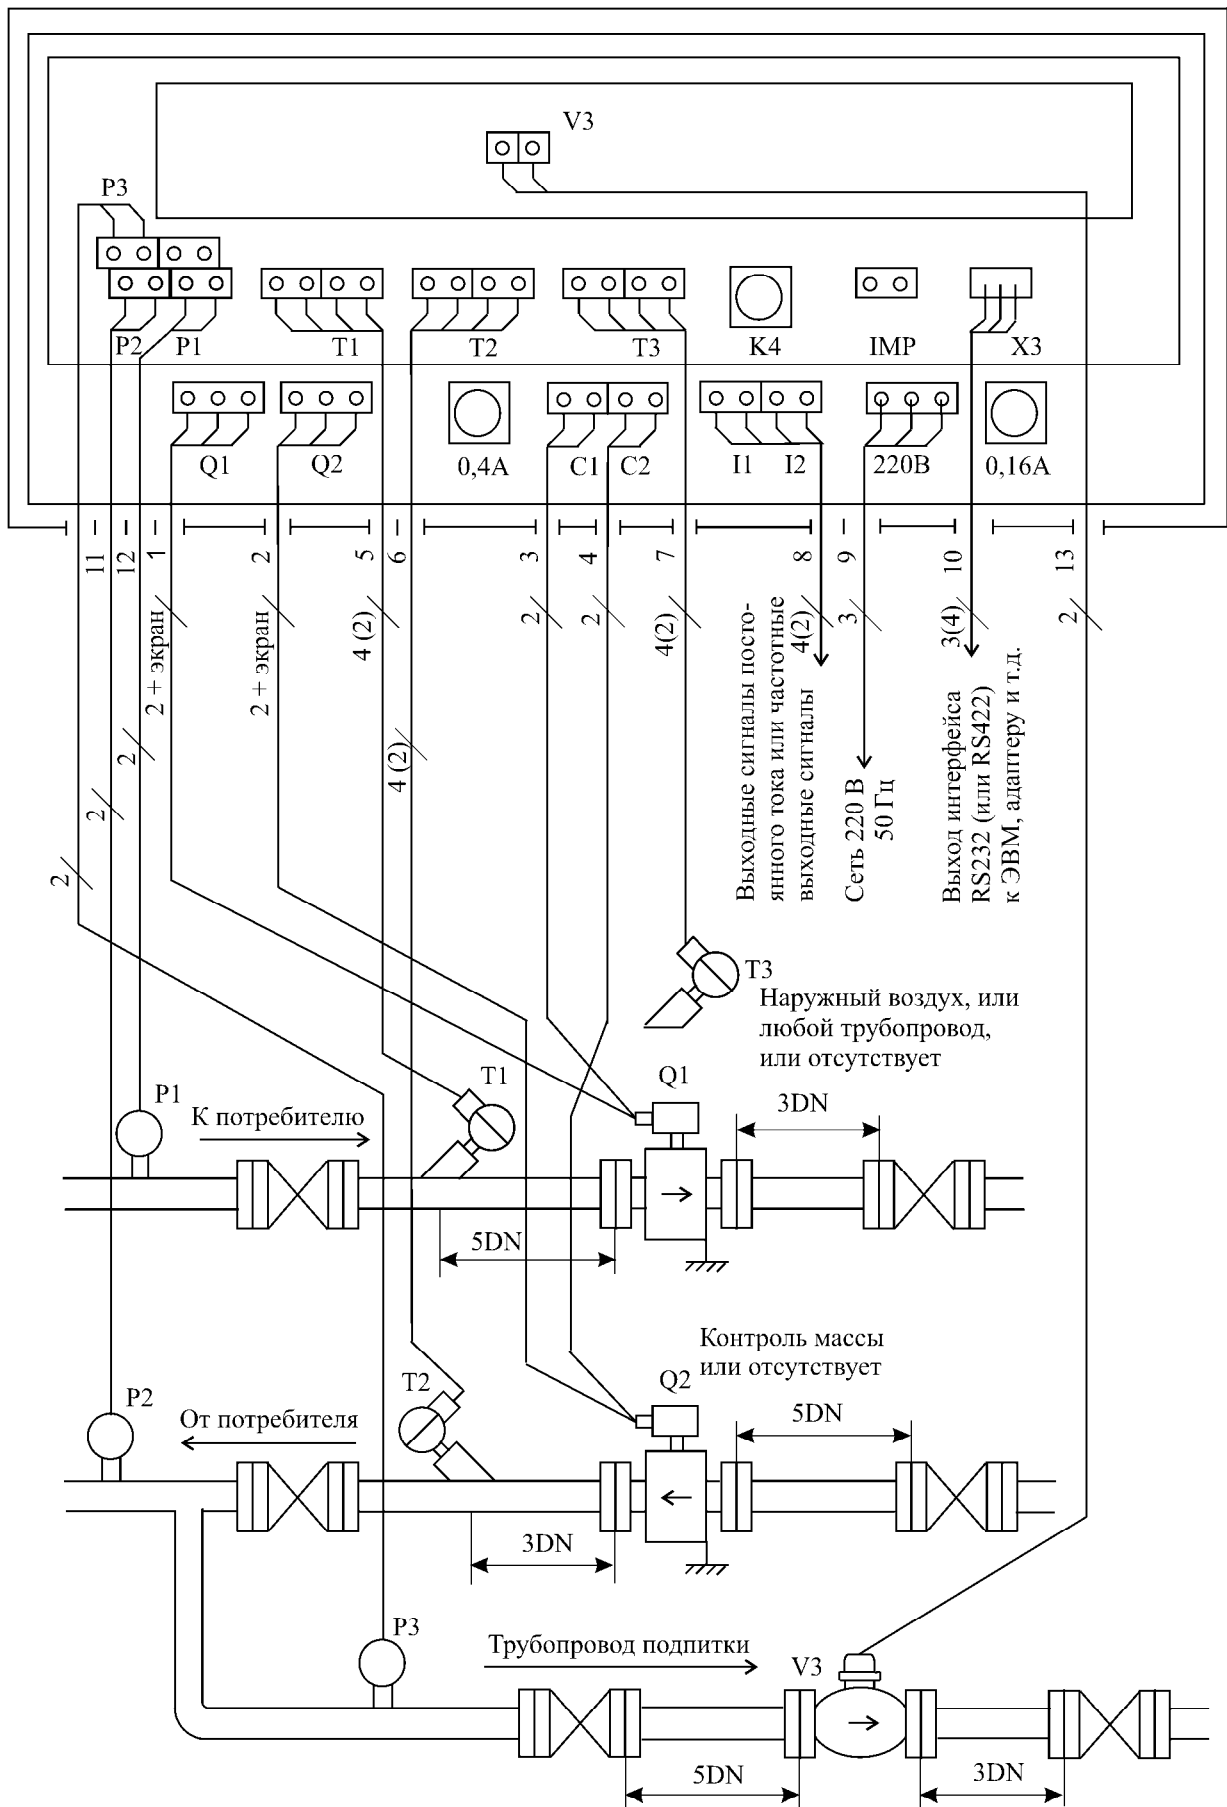 V3
P3
P2
P1
T1
T2
T3
K4
IMP
X3
Q1
Q2
0,4А
C1
C2
I1
I2
220В
0,16А
11
12
1
2
5
6
3
4
7
8
9
10
13
2 + экран
2 + экран
4 (2)
2
2
4(2)
4(2)
3
3(4)
2
2
2
2
4 (2)
Выходные сигналы посто-
янного тока или частотные
выходные сигналы
Сеть 220 В
50 Гц
Выход интерфейса
RS232 (или RS422)
к ЭВМ, адаптеру и т.д.
T3
Наружный воздух, или
любой трубопровод,
или отсутствует
P1
К потребителю
T1
Q1
3DN
5DN
Контроль массы
или отсутствует
P2
От потребителя
T2
Q2
5DN
3DN
P3
Трубопровод подпитки
V3
5DN
3DN